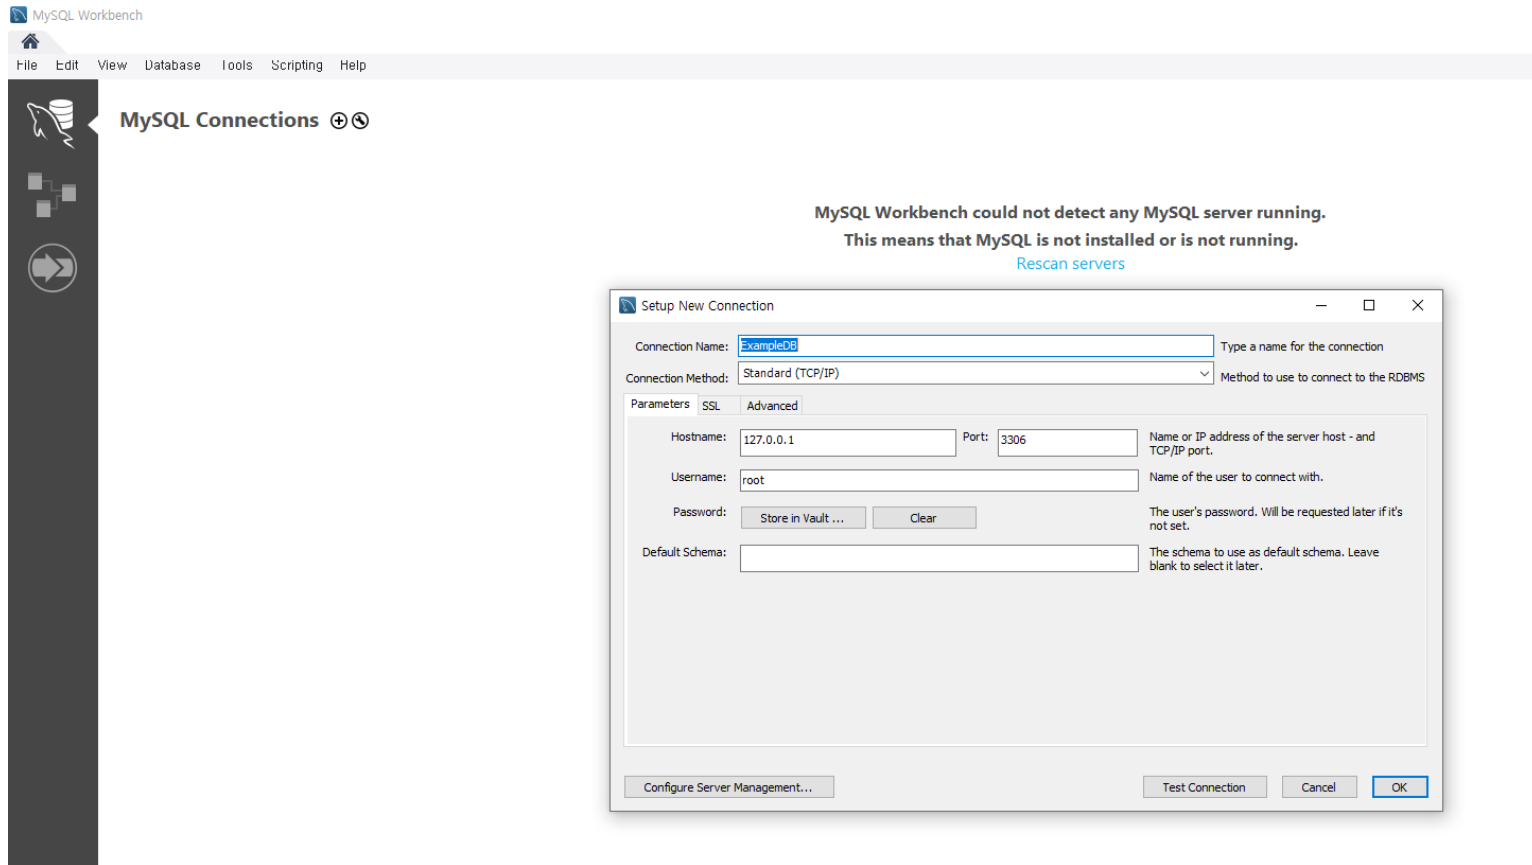 MySQL Workbench
File Edit View Database Tools Scripting Help
MySQL Connections
MySQL Workbench could not detect any MySQL server running.
This means that MySQL is not installed or is not running.
Rescan servers
Setup New Connection
Connection Name: ExampleDB Type a name for the connection
Connection Method: Standard (TCP/IP) Method to use to connect to the RDBMS
Parameters SSL Advanced
Hostname: 127.0.0.1 Port: 3306 Name or IP address of the server host - and
TCP/IP port.
Username: root Name of the user to connect with.
Password: Store in Vault ... Clear The user's password. Will be requested later if it's
not set.
Default Schema: The schema to use as default schema. Leave
blank to select it later.
Configure Server Management... Test Connection Cancel OK